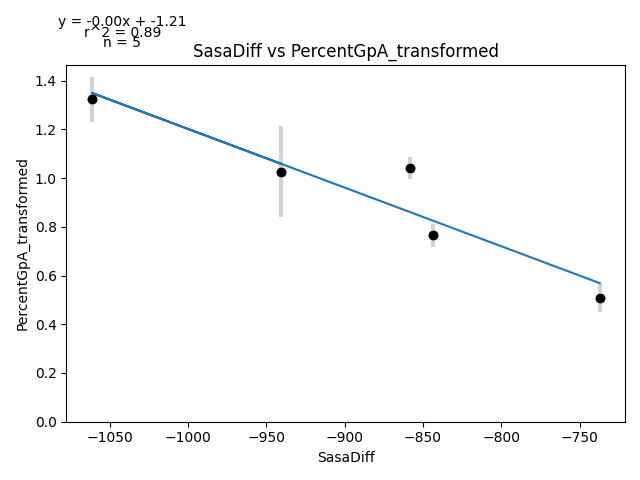 y = -0.00x + -1.21
r^2 = 0.89
n = 5
SasaDiff vs PercentGpA_transformed
1.4
1.2
1.0
0.8
0.6
0.4
0.2
0.0
PercentGpA_transformed
−1050 −1000 −950 −900 −850 −800 −750
SasaDiff